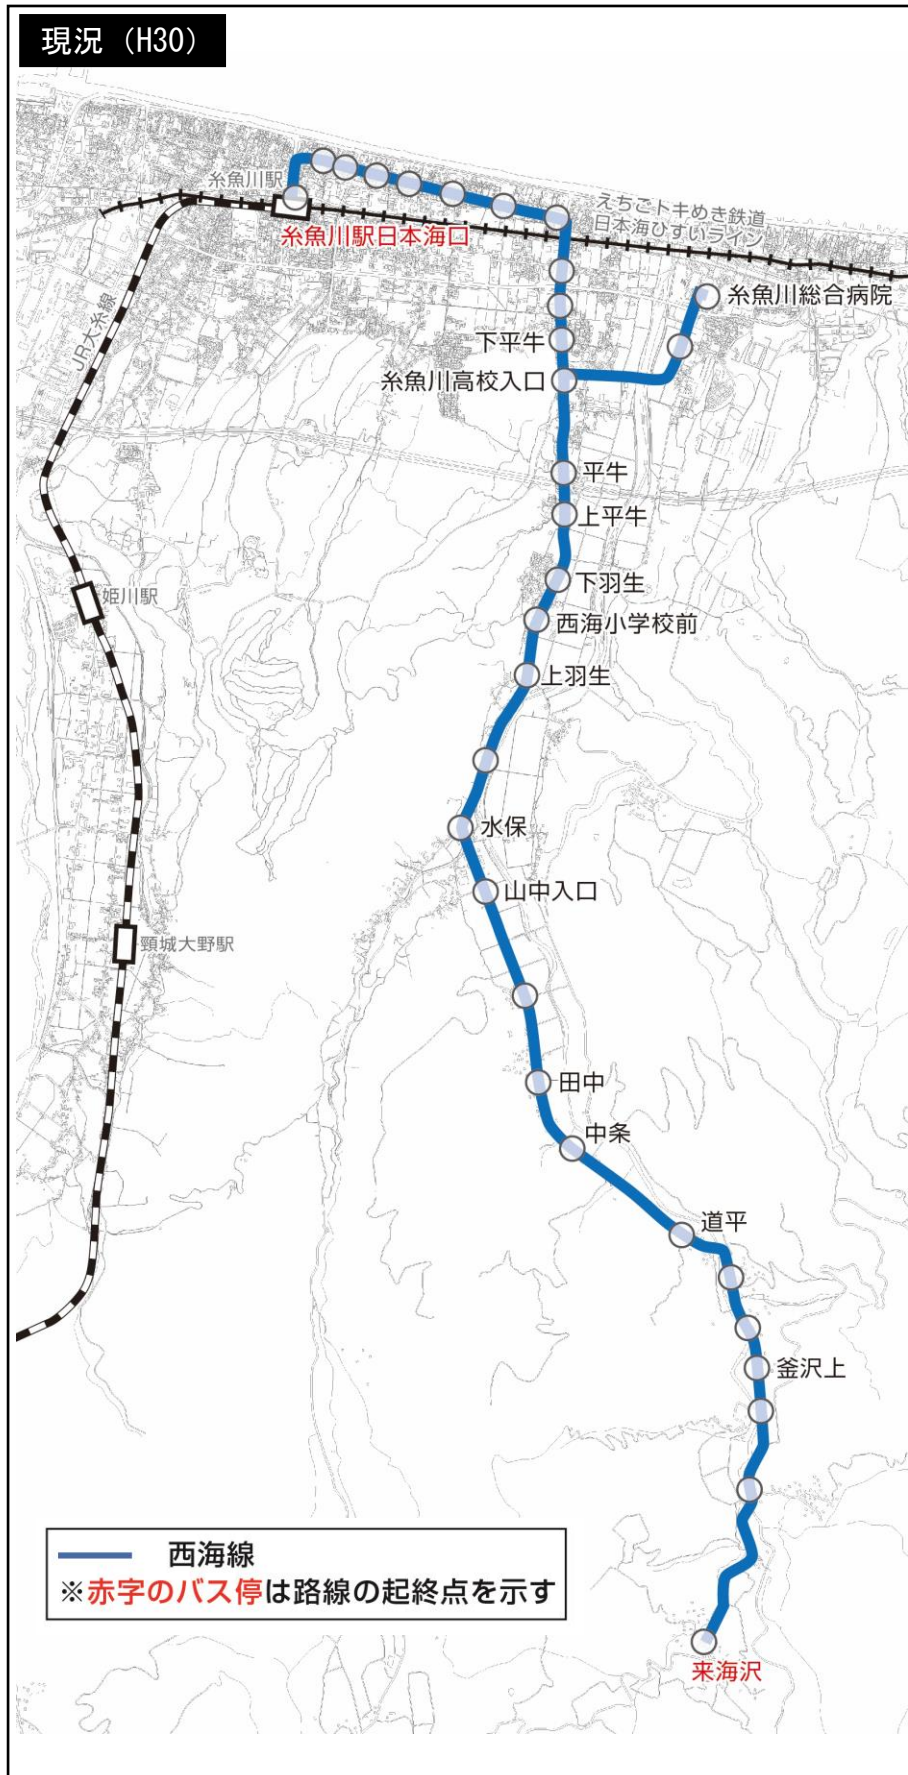 現況（H30）
糸魚川駅
糸魚川駅日本海口
えちごトキめき鉄道
日本海ひすいライン
糸魚川総合病院
JR大糸線
下平牛
糸魚川高校入口
平牛
上平牛
下羽生
姫川駅
西海小学校前
上羽生
水保
山中入口
頸城大野駅
田中
中条
道平
釜沢上
西海線
※赤字のバス停は路線の起終点を示す
来海沢